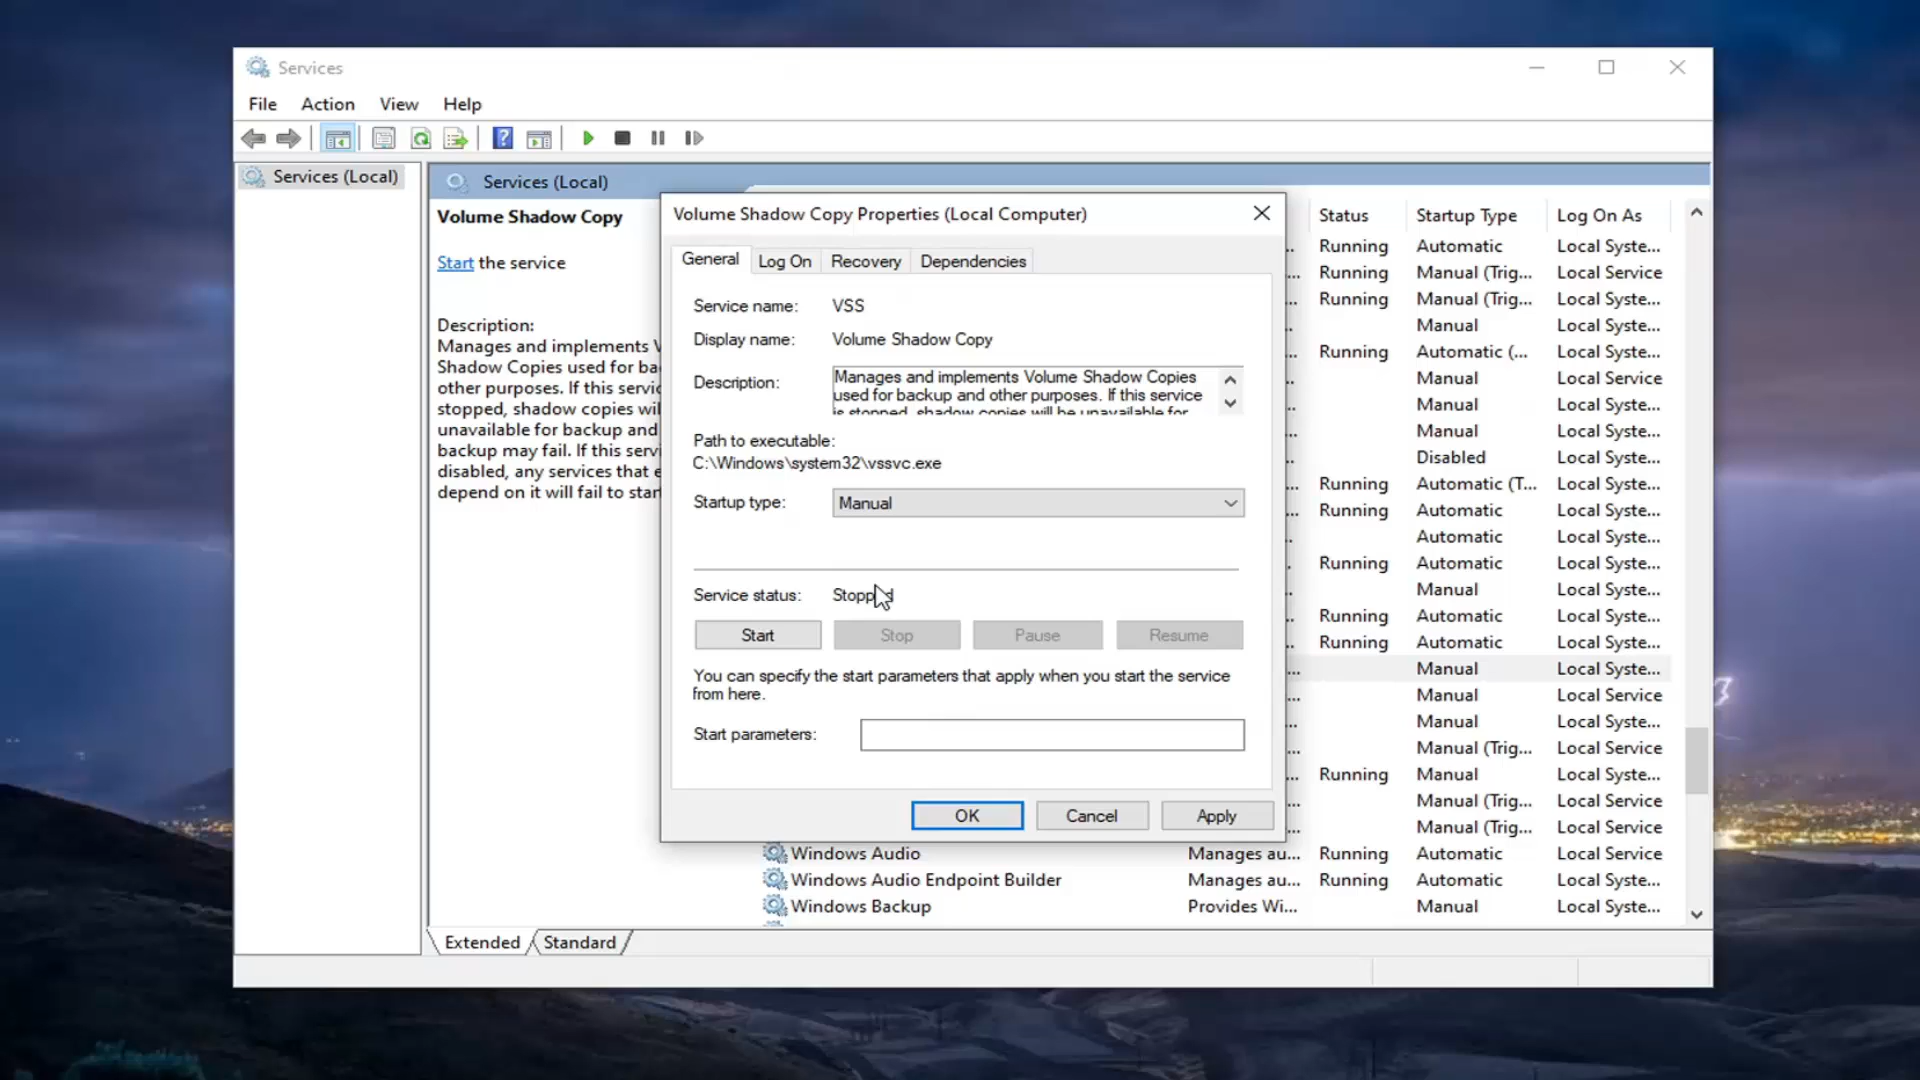 Services
File Action View Help
Services (Local)
Services (Local)
Volume Shadow Copy
Start the service
Description:
Manages and implements V
Shadow Copies used for ba
other purposes. If this servic
stopped, shadow copies wil
unavailable for backup and
backup may fail. If this serv
disabled, any services that e
depend on it will fail to star
Volume Shadow Copy Properties (Local Computer)
General Log On Recovery Dependencies
Service name: VSS
Display name: Volume Shadow Copy
Description: Manages and implements Volume Shadow Copies
used for backup and other purposes. If this service
is stopped, shadow copies will be unavailable for
Path to executable:
C:\Windows\system32\vssvc.exe
Startup type: Manual
Service status:
Start Stop Pause Resume
You can specify the start parameters that apply when you start the service
from here.
Start parameters:
OK Cancel Apply
Status Startup Type Log On As
Running Automatic Local Syste...
Running Manual (Trig... Local Service
Running Manual (Trig... Local Syste...
Manual Local Syste...
Running Automatic (... Local Syste...
Manual Local Service
Manual Local Syste...
Manual Local Syste...
Disabled Local Syste...
Running Automatic (T... Local Syste...
Running Automatic Local Syste...
Automatic Local Syste...
Running Automatic Local Syste...
Manual Local Syste...
Running Automatic Local Syste...
Running Automatic Local Syste...
Manual Local Syste...
Manual Local Service
Manual Local Syste...
Manual (Trig... Local Service
Running Manual Local Syste...
Manual (Trig... Local Syste...
Manual (Trig... Local Syste...
Windows Audio Manages au... Running Automatic Local Service
Windows Audio Endpoint Builder Manages au... Running Automatic Local Syste...
Windows Backup Provides Wi... Manual Local Syste...
Extended Standard